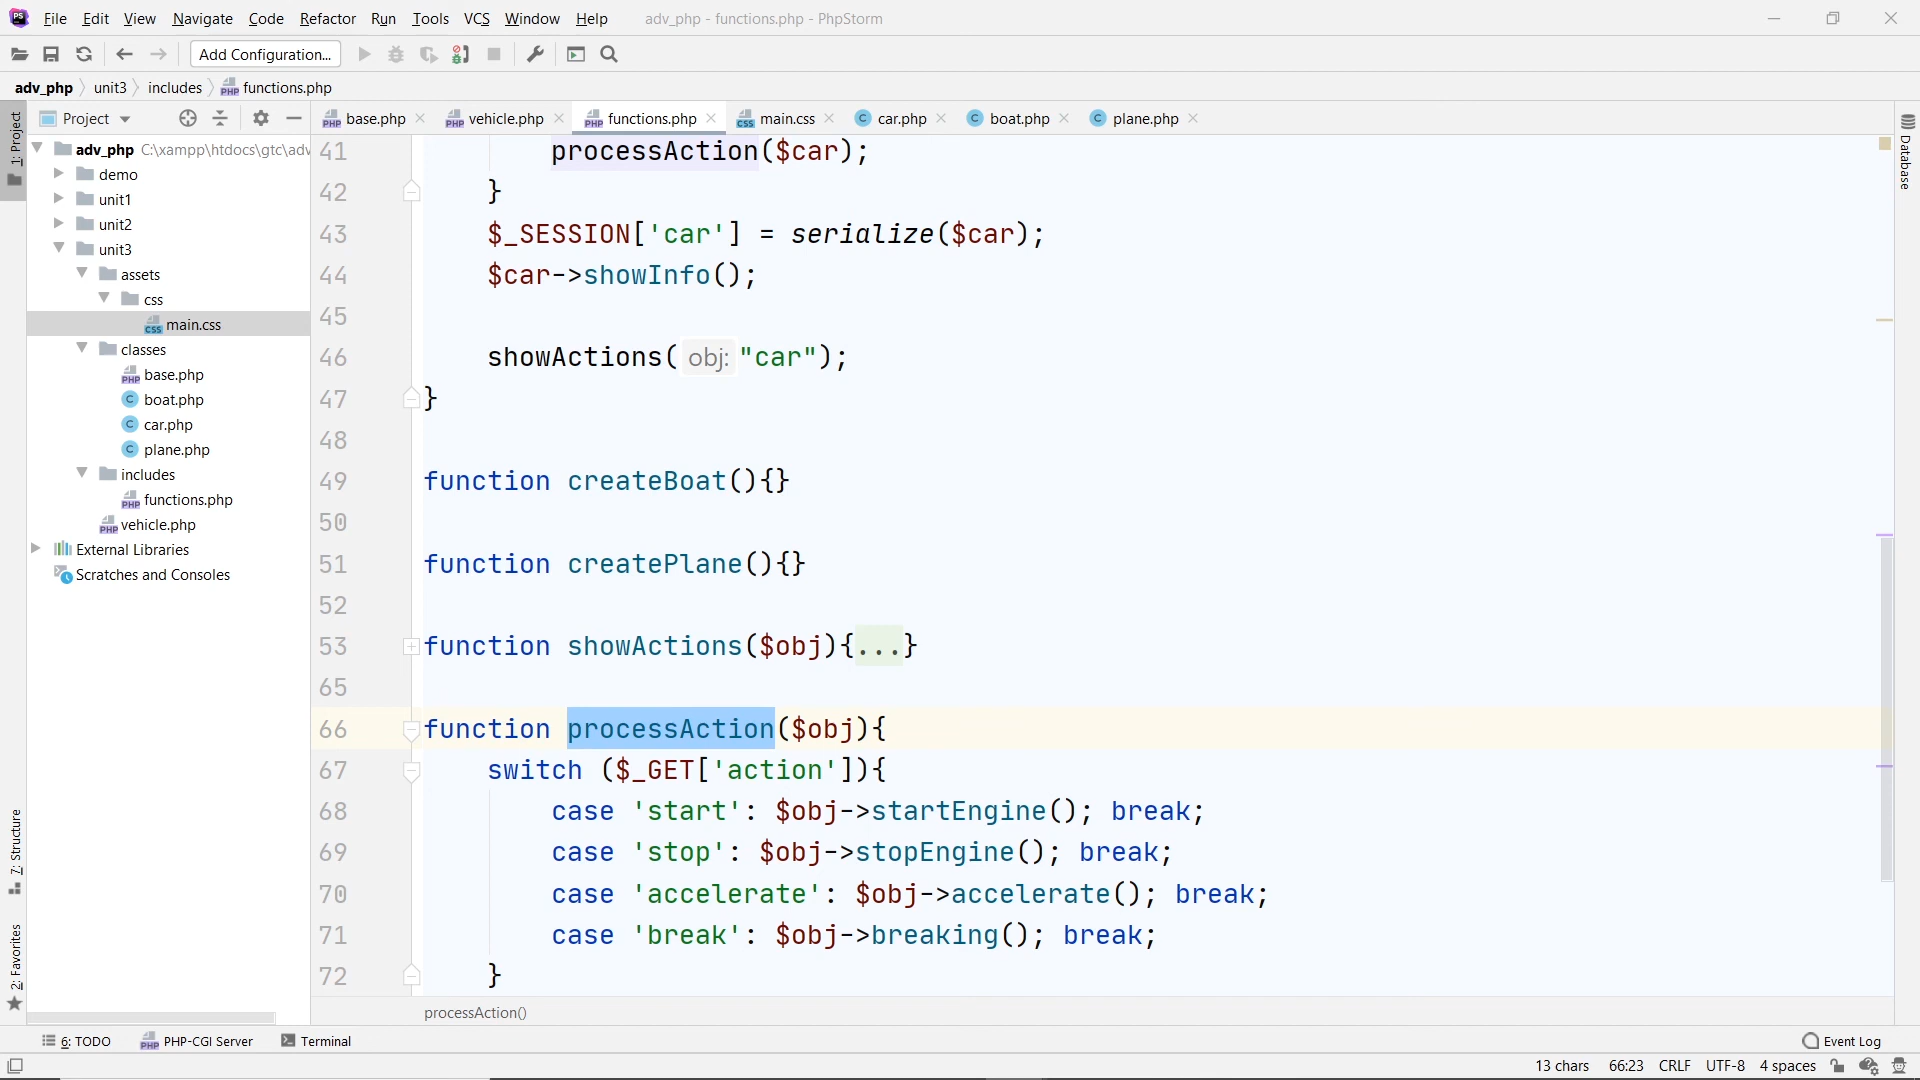 File Edit View Navigate Code Refactor Run Tools VCS Window Help adv_php - functions.php - PhpStorm
Add Configuration...
adv_php unit3 includes functions.php
1: Project
Project
base.php vehicle.php functions.php main.css car.php boat.php plane.php
Database
adv_php C:\xampp\htdocs\gtc\adv
demo
unit1
unit2
unit3
assets
css
main.css
classes
base.php
boat.php
car.php
plane.php
includes
functions.php
vehicle.php
External Libraries
Scratches and Consoles
41 processAction($car);
42 }
43 $_SESSION['car'] = serialize($car);
44 $car->showInfo();
45
46 showActions( obj: "car");
47 }
48
49 function createBoat(){}
50
51 function createPlane(){}
52
53 function showActions($obj){...}
65
66 function processAction($obj){
67 switch ($_GET['action']){
68 case 'start': $obj->startEngine(); break;
69 case 'stop': $obj->stopEngine(); break;
70 case 'accelerate': $obj->accelerate(); break;
71 case 'break': $obj->breaking(); break;
72 }
7: Structure
2: Favorites
processAction()
6: TODO PHP-CGI Server Terminal Event Log
13 chars 66:23 CRLF UTF-8 4 spaces